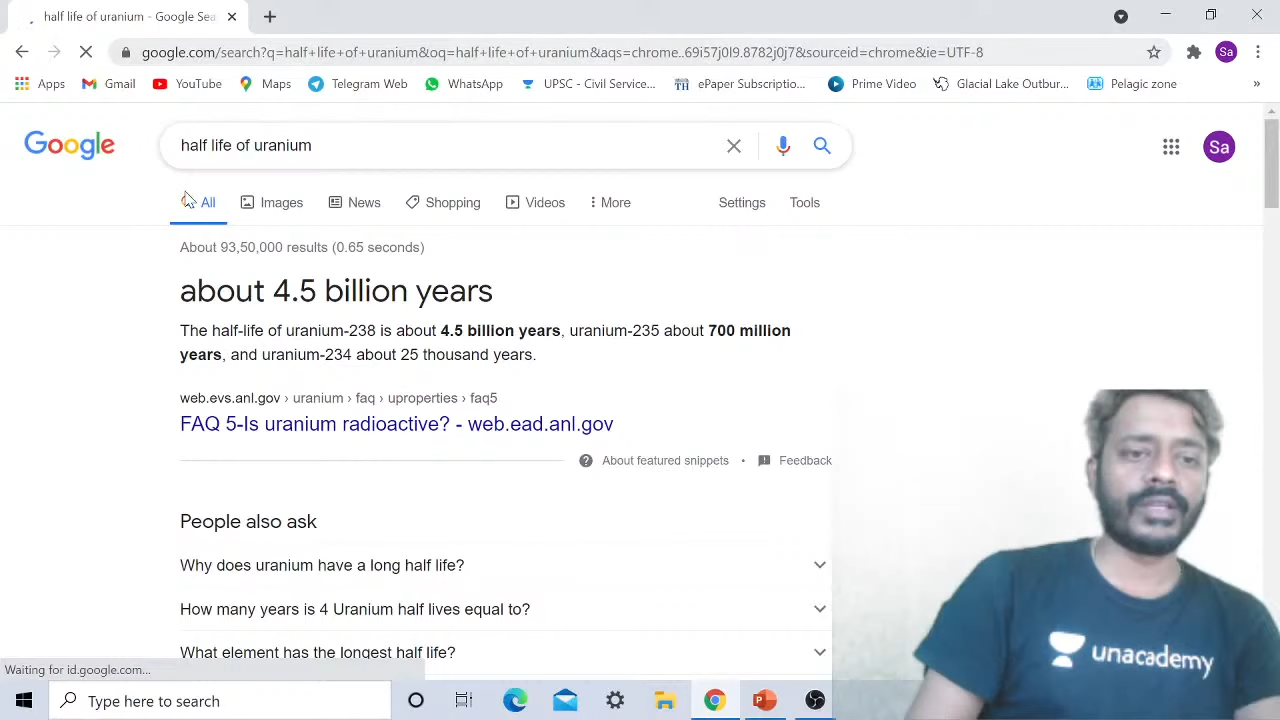 half life of uranium - Google Sea
google.com/search?q=half+life+of+uranium&oq=half+life+of+uranium&aqs=chrome..69i57j0l9.8782j0j7&sourceid=chrome&ie=UTF-8
Sa
Apps Gmail YouTube Maps Telegram Web WhatsApp UPSC - Civil Service... TH ePaper Subscriptio... Prime Video Glacial Lake Outbur... Pelagic zone »
Google half life of uranium Sa
All Images News Shopping Videos More Settings Tools
About 93,50,000 results (0.65 seconds)
about 4.5 billion years
The half-life of uranium-238 is about 4.5 billion years, uranium-235 about 700 million
years, and uranium-234 about 25 thousand years.
web.evs.anl.gov › uranium › faq › uproperties › faq5
FAQ 5-Is uranium radioactive? - web.ead.anl.gov
About featured snippets • Feedback
People also ask
Why does uranium have a long half life?
How many years is 4 Uranium half lives equal to?
What element has the longest half life?
unacademy
Waiting for id.google.com...
Type here to search